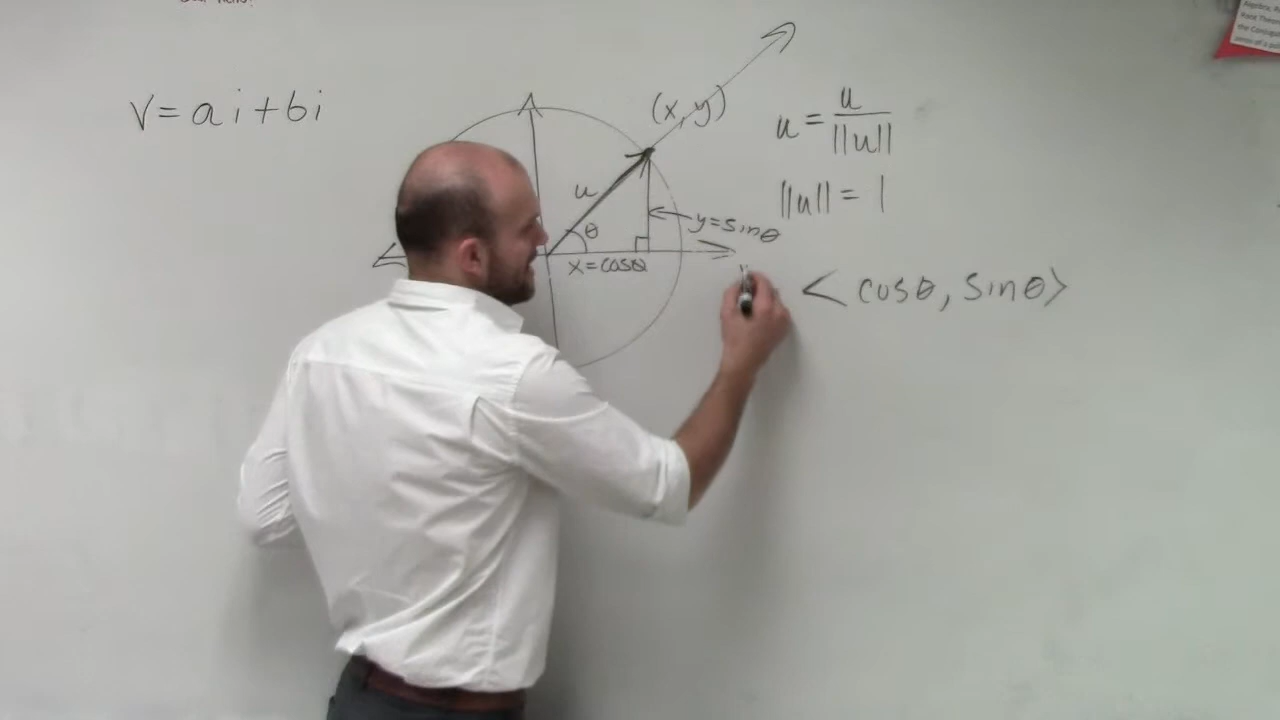 v = ai + bi
(x, y)
u = u / ||u||
||u|| = 1
u
θ
y = sinθ
x = cosθ
< cosθ, sinθ>